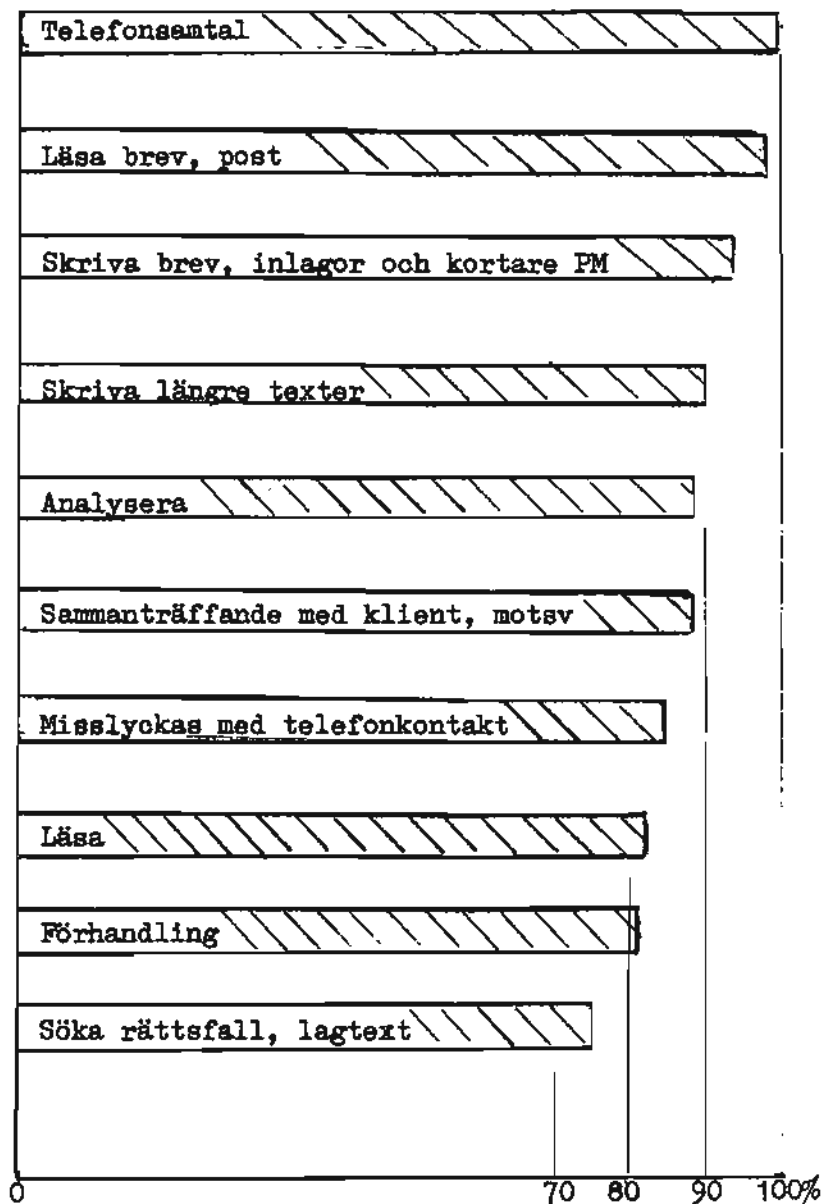 Telefonsamtal
Läsa brev, post
Skriva brev, inlagor och kortare PM
Skriva längre texter
Analysera
Sammanträffande med klient, motsv
Misslyckas med telefonkontakt
Läsa
Förhandling
Söka rättsfall, lagtext
0 70 80 90 100%